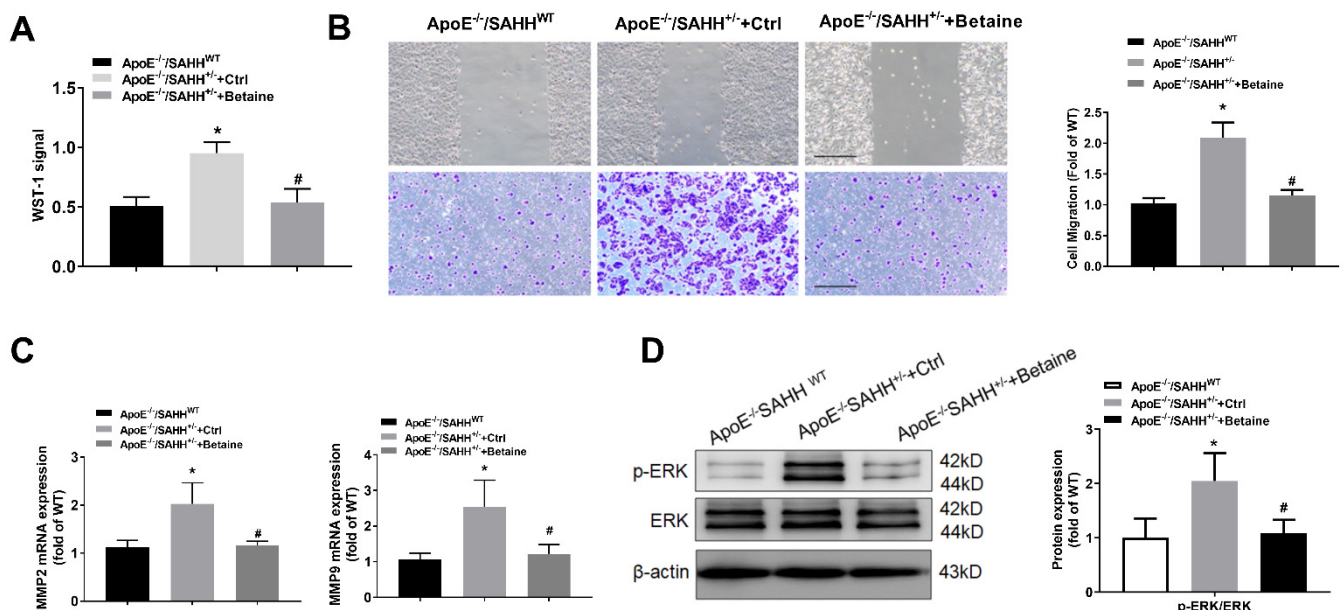 A
ApoE-/-/SAHHWT
ApoE-/-/SAHH+/-+Ctrl
ApoE-/-/SAHH+/-+Betaine
1.5
1.0
0.5
0.0
WST-1 signal
*
#
B
ApoE-/-/SAHHWT
ApoE-/-/SAHH+/-+Ctrl
ApoE-/-/SAHH+/-+Betaine
ApoE-/-/SAHHWT
ApoE-/-/SAHH+/-
ApoE-/-/SAHH+/-+Betaine
Cell Migration (Fold of WT)
2.5
2.0
1.5
1.0
0.5
0.0
*
#
C
ApoE-/-/SAHHWT
ApoE-/-/SAHH+/-+Ctrl
ApoE-/-/SAHH+/-+Betaine
MMP2 mRNA expression
(fold of WT)
3
2
1
0
*
#
ApoE-/-/SAHHWT
ApoE-/-/SAHH+/-+Ctrl
ApoE-/-/SAHH+/-+Betaine
MMP9 mRNA expression
(fold of WT)
4
3
2
1
0
*
#
D
ApoE-/-SAHH WT
ApoE-/-SAHH+/-+Ctrl
ApoE-/-SAHH+/-+Betaine
p-ERK
42kD
44kD
ERK
42kD
44kD
β-actin
43kD
ApoE-/-/SAHHWT
ApoE-/-/SAHH+/-+Ctrl
ApoE-/-/SAHH+/-+Betaine
Protein expression
(fold of WT)
3
2
1
0
*
#
p-ERK/ERK